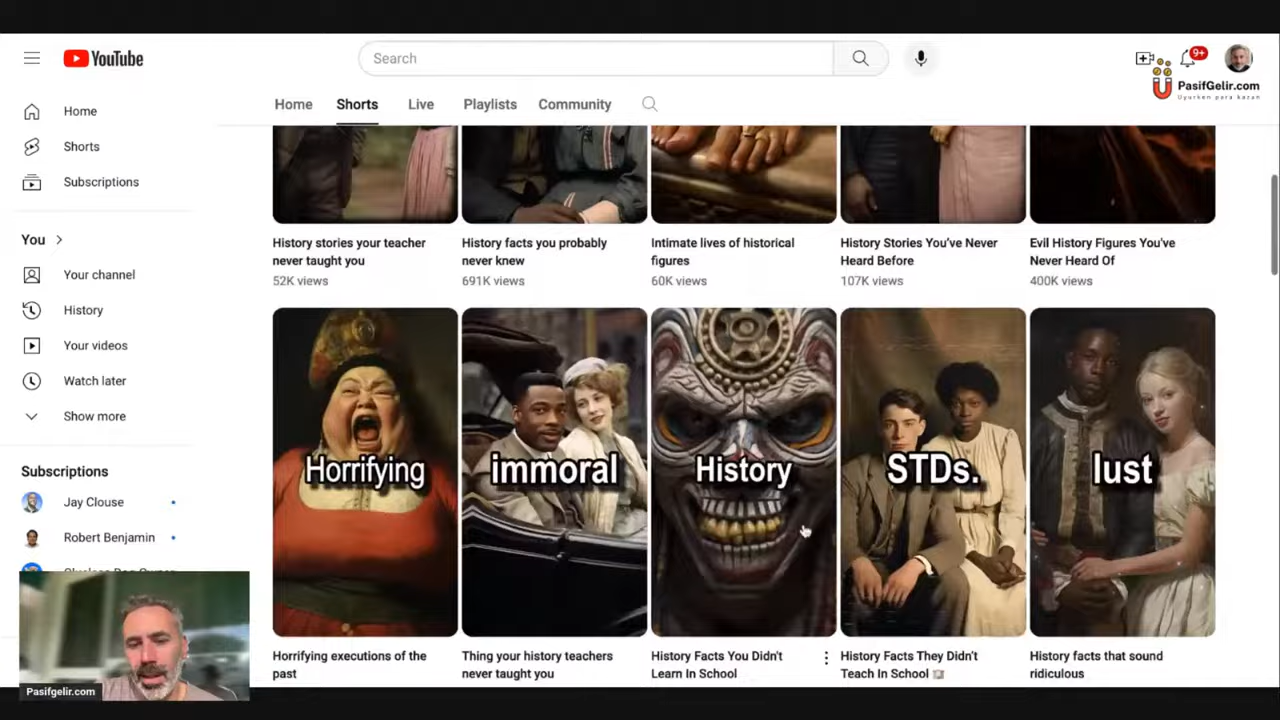 YouTube
Search
9+
PasifGelir.com
Uyurken para kazan
Home
Shorts
Live
Playlists
Community
Home
Shorts
Subscriptions
You
Your channel
History
Your videos
Watch later
Show more
Subscriptions
Jay Clouse
Robert Benjamin
History stories your teacher
never taught you
52K views
History facts you probably
never knew
691K views
Intimate lives of historical
figures
60K views
History Stories You've Never
Heard Before
107K views
Evil History Figures You've
Never Heard Of
400K views
Horrifying
immoral
History
STDs.
lust
Horrifying executions of the
past
Thing your history teachers
never taught you
History Facts You Didn't
Learn In School
History Facts They Didn't
Teach In School
History facts that sound
ridiculous
Pasifgelir.com